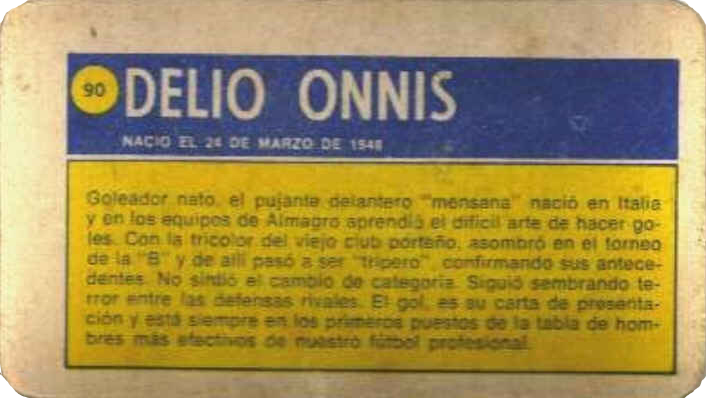 90 DELIO ONNIS
NACIO EL 24 DE MARZO DE 1948
Goleador nato, el pujante delantero "mensana" nació en Italia
y en los equipos de Almagro aprendió el dificil arte de hacer go-
les. Con la tricolor del viejo club porteño, asombró en el torneo
de la "B" y de alli pasó a ser "tripero", confirmando sus antece-
dentes. No sintió el cambio de categoria. Siguió sembrando te-
rror entre las defensas rivales. El gol, es su carta de presenta-
ción y está siempre en los primeros puestos de la tabla de hom-
bres más efectivos de nuestro fútbol profesional.